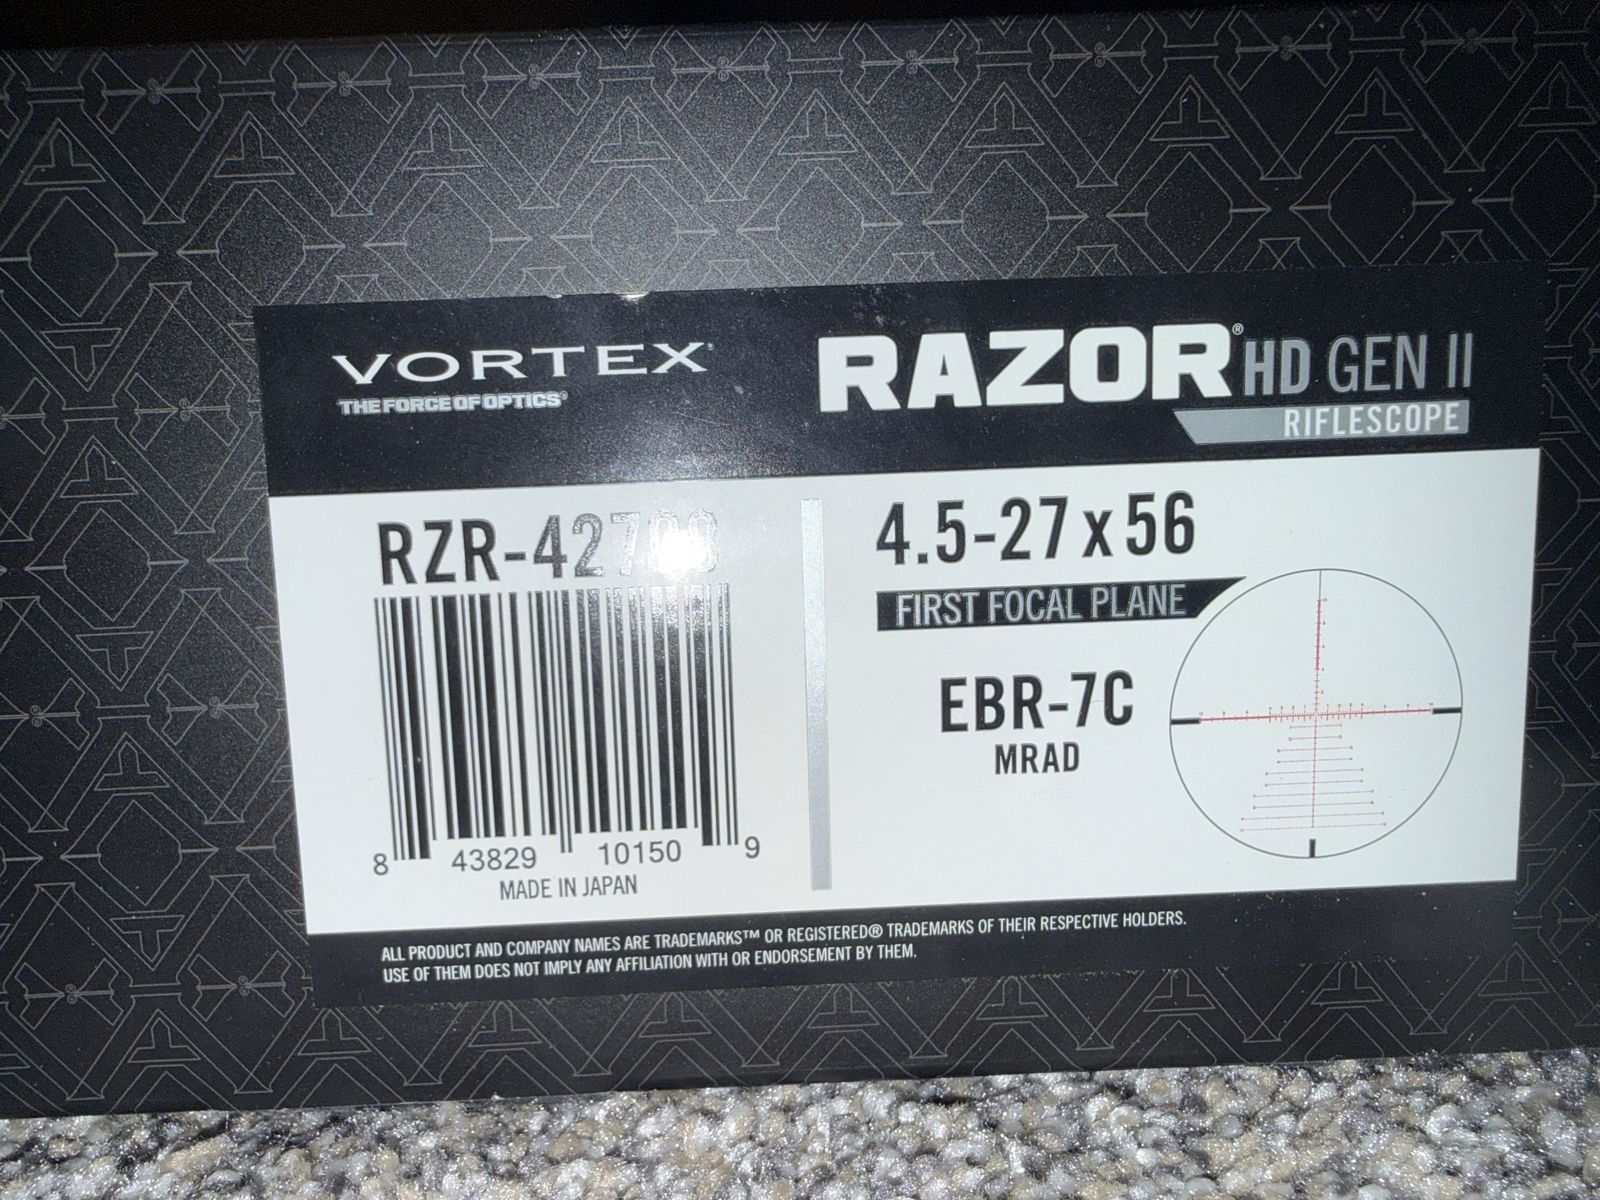 VORTEX®
THE FORCE OF OPTICS®
RAZOR® HD GEN II
RIFLESCOPE
4.5-27x56
FIRST FOCAL PLANE
EBR-7C
MRAD
8 43829 10150 9
MADE IN JAPAN
ALL PRODUCT AND COMPANY NAMES ARE TRADEMARKS™ OR REGISTERED® TRADEMARKS OF THEIR RESPECTIVE HOLDERS.
USE OF THEM DOES NOT IMPLY ANY AFFILIATION WITH OR ENDORSEMENT BY THEM.